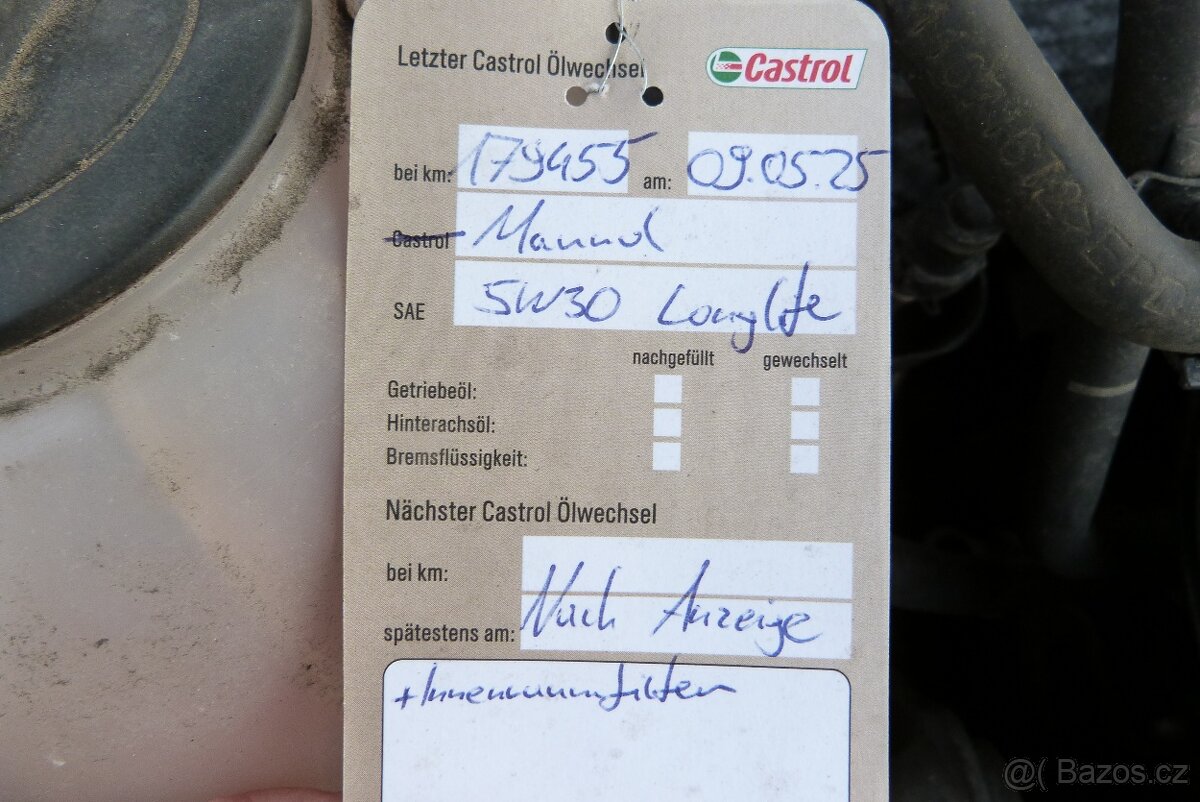 Letzter Castrol Ölwechsel
Castrol
bei km: 179455 am: 09.05.25
Castrol Mannol
SAE 5W30 Longlife
nachgefüllt gewechselt
Getriebeöl:
Hinterachsöl:
Bremsflüssigkeit:
Nächster Castrol Ölwechsel
bei km:
spätestens am: Nach Anzeige
+Innenraumfilter
@( Bazos.cz